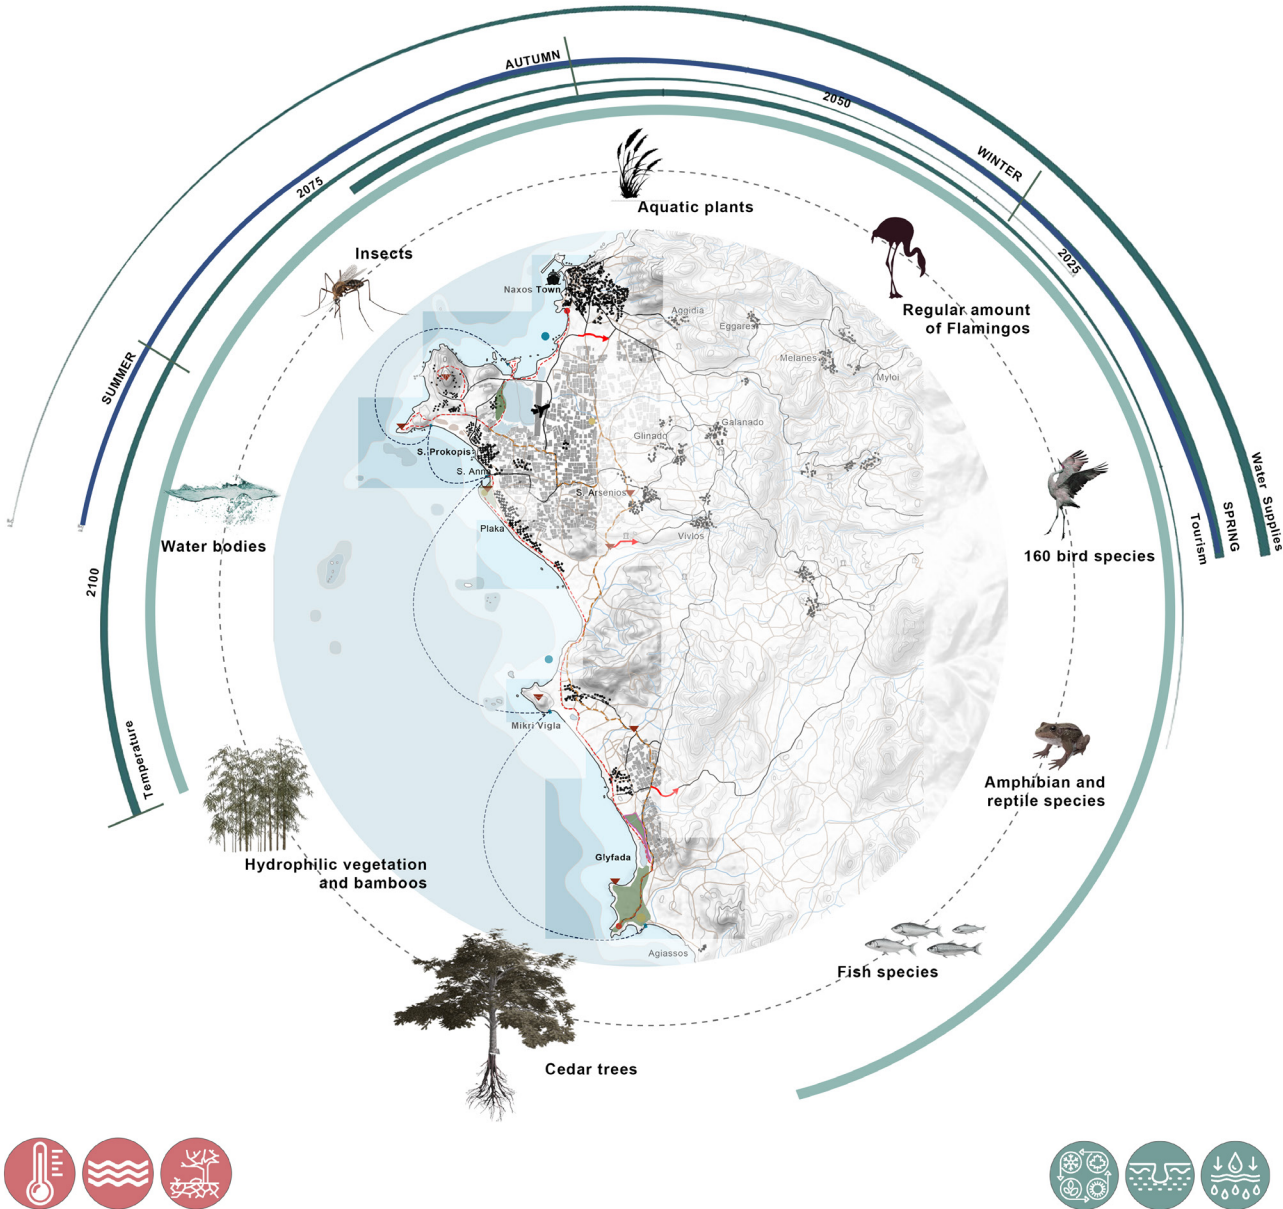 AUTUMN
2050
WINTER
2075
2025
SUMMER
2100
Temperature
Water Supplies
SPRING
Tourism
Aquatic plants
Insects
Regular amount
of Flamingos
160 bird species
Water bodies
Amphibian and
reptile species
Hydrophilic vegetation
and bamboos
Fish species
Cedar trees
Naxos Town
Aggidia
Eggares
Melanes
Myloi
Galanado
Glinado
S. Prokopis
S. Ann
S. Arsenios
Plaka
Vivlos
Mikri Vigla
Glyfada
Agiassos